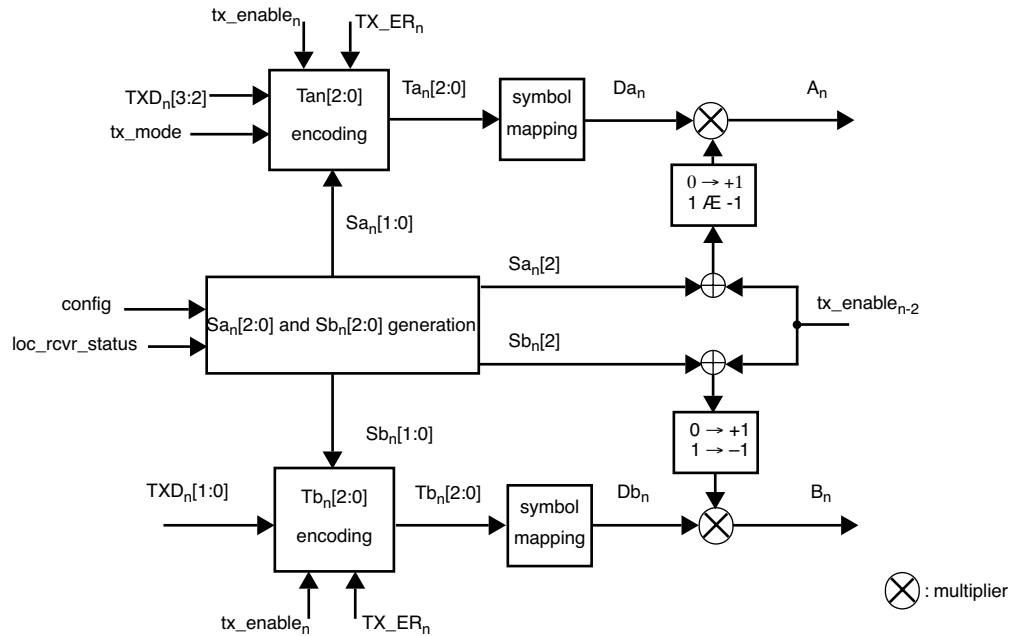 tx_enableₙ
TX_ERₙ
TXDₙ[3:2]
tx_mode
Tan[2:0]
encoding
Taₙ[2:0]
symbol
mapping
Daₙ
Aₙ
0 → +1
1 Æ -1
Saₙ[1:0]
Saₙ[2]
config
loc_rcvr_status
Saₙ[2:0] and Sbₙ[2:0] generation
tx_enableₙ₋₂
Sbₙ[2]
Sbₙ[1:0]
0 → +1
1 → –1
TXDₙ[1:0]
Tbₙ[2:0]
encoding
Tbₙ[2:0]
symbol
mapping
Dbₙ
Bₙ
tx_enableₙ
TX_ERₙ
: multiplier